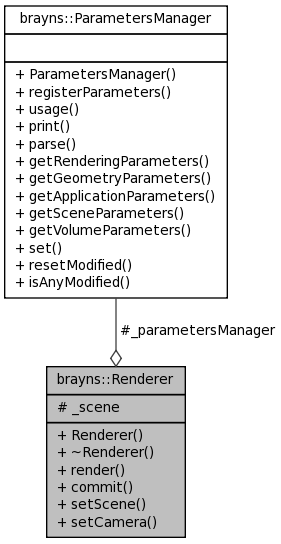 brayns::ParametersManager
+ ParametersManager()
+ registerParameters()
+ usage()
+ print()
+ parse()
+ getRenderingParameters()
+ getGeometryParameters()
+ getApplicationParameters()
+ getSceneParameters()
+ getVolumeParameters()
+ set()
+ resetModified()
+ isAnyModified()
#_parametersManager
brayns::Renderer
# _scene
+ Renderer()
+ ~Renderer()
+ render()
+ commit()
+ setScene()
+ setCamera()